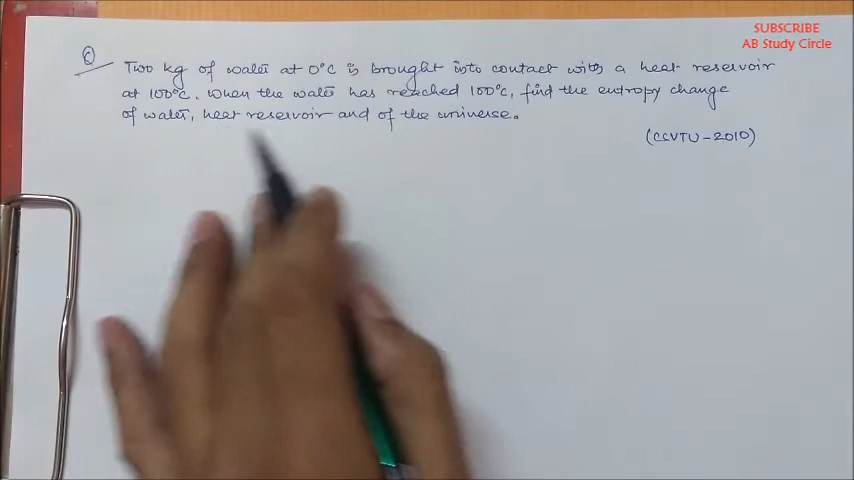 SUBSCRIBE
AB Study Circle
Q Two kg of water at 0°C is brought into contact with a heat reservoir
at 100°C. When the water has reached 100°C, find the entropy change
of water, heat reservoir and of the universe.
(CSVTU-2010)